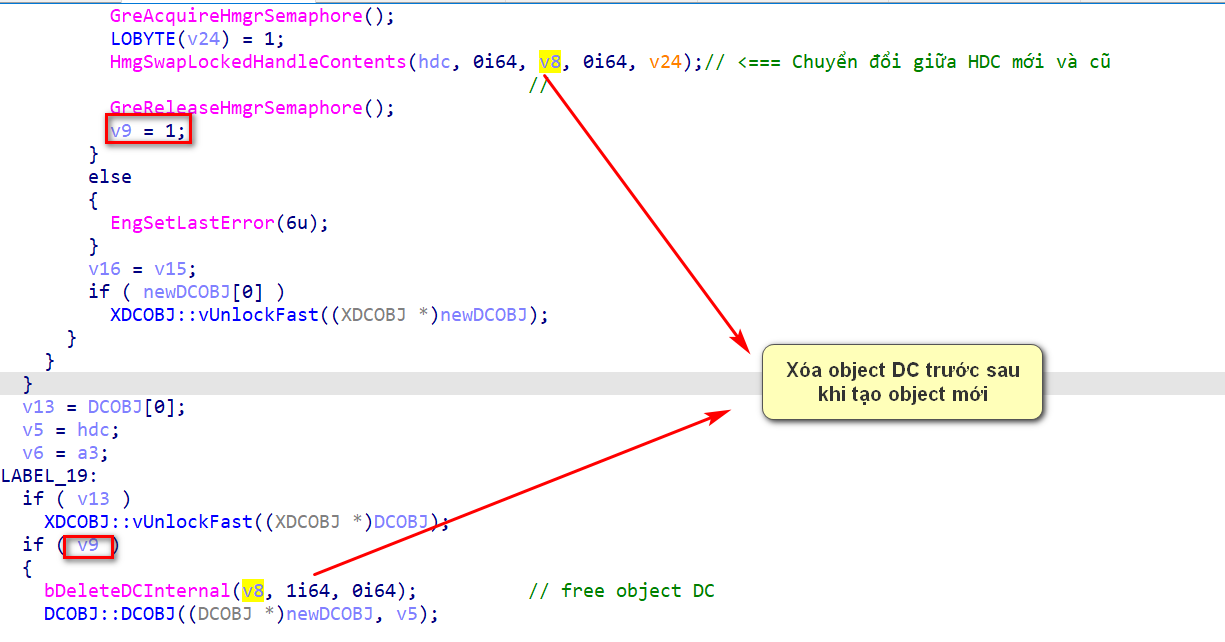 GreAcquireHmgrSemaphore();
LOBYTE(v24) = 1;
HmgSwapLockedHandleContents(hdc, 0i64, v8, 0i64, v24);// <=== Chuyển đổi giữa HDC mới và cũ
//
GreReleaseHmgrSemaphore();
v9 = 1;
}
else
{
EngSetLastError(6u);
}
v16 = v15;
if ( newDCOBJ[0] )
XDCOBJ::vUnlockFast((XDCOBJ *)newDCOBJ);
}
}
}
v13 = DCOBJ[0];
v5 = hdc;
v6 = a3;
LABEL_19:
if ( v13 )
XDCOBJ::vUnlockFast((XDCOBJ *)DCOBJ);
if ( v9 )
{
bDeleteDCInternal(v8, 1i64, 0i64); // free object DC
DCOBJ::DCOBJ((DCOBJ *)newDCOBJ, v5);
Xóa object DC trước sau
khi tạo object mới